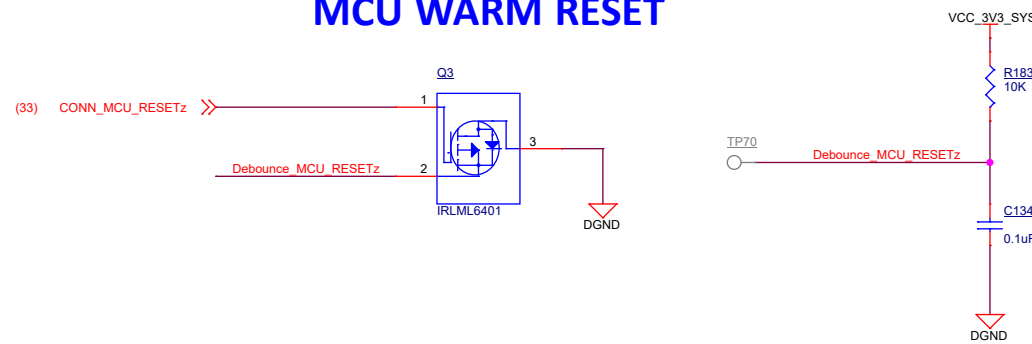 MCU WARM RESET
VCC_3V3_SYS
Q3
R183
10K
(33) CONN_MCU_RESETz
1
TP70
3
Debounce_MCU_RESETz
Debounce_MCU_RESETz
2
IRLML6401
C134
DGND
0.1uF
DGND